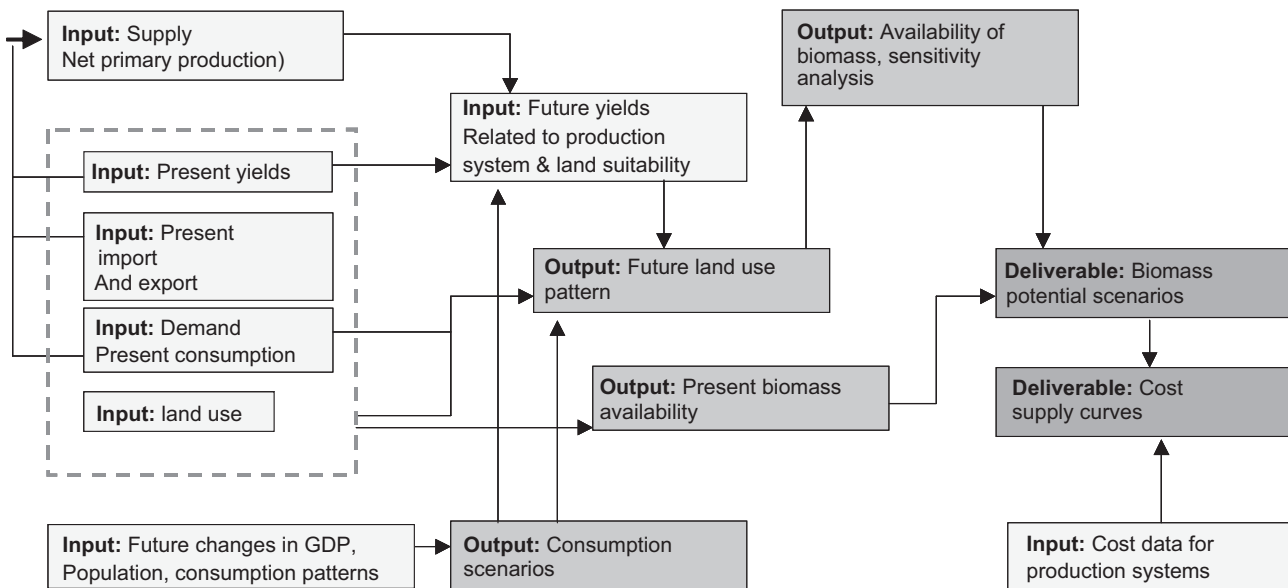 Input: Supply
Net primary production)
Output: Availability of
biomass, sensitivity
analysis
Input: Future yields
Related to production
system & land suitability
Input: Present yields
Input: Present
import
And export
Output: Future land use
pattern
Deliverable: Biomass
potential scenarios
Input: Demand
Present consumption
Output: Present biomass
availability
Deliverable: Cost
supply curves
Input: land use
Input: Future changes in GDP,
Population, consumption patterns
Output: Consumption
scenarios
Input: Cost data for
production systems